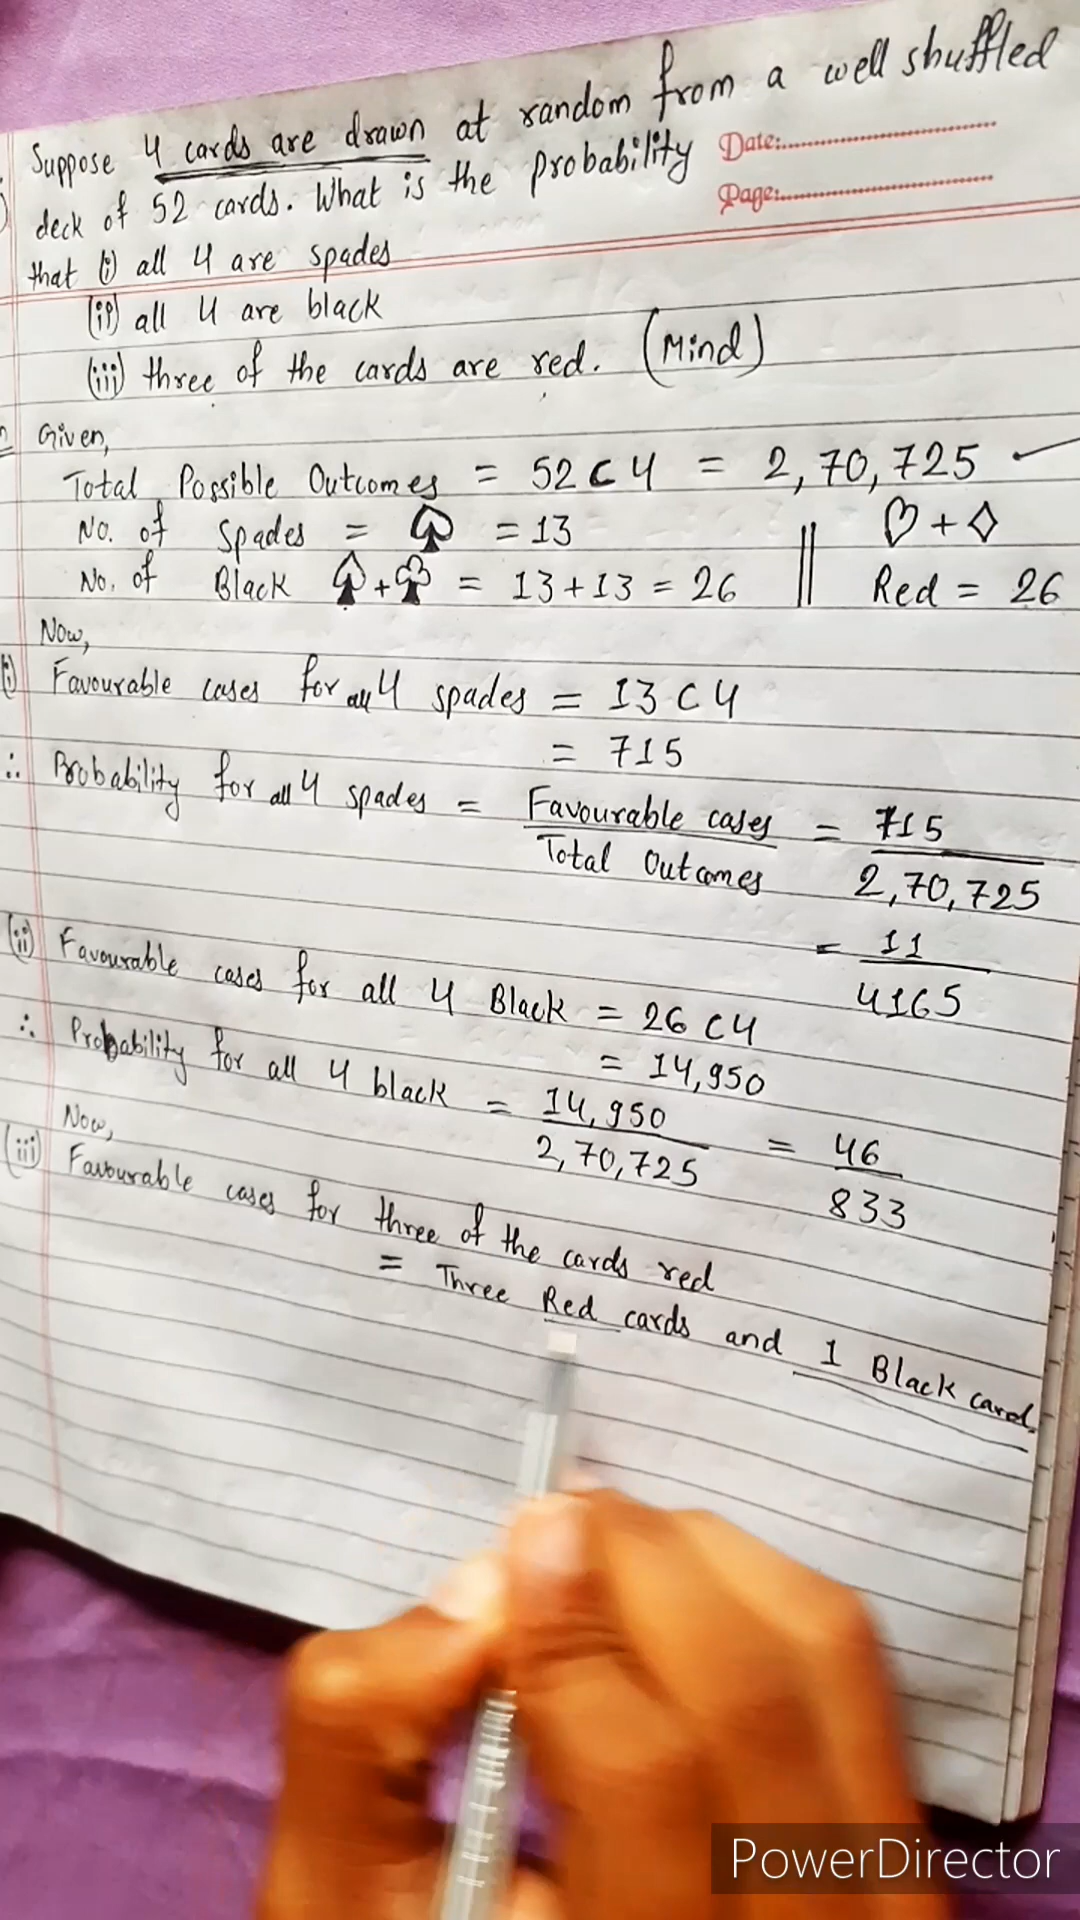 Suppose 4 cards are drawn at random from a well shuffled
deck of 52 cards. What is the probability
Date:
Page:
that (i) all 4 are spades
(ii) all 4 are black
(iii) three of the cards are red. (Mind)
Given,
Total Possible Outcomes = 52C4 = 2,70,725
No. of Spades = ♠ = 13 || ♡ + ♢
No. of Black ♠+♣ = 13+13 = 26 || Red = 26
Now,
(i) Favourable cases for all 4 spades = 13C4
= 715
∴ Probability for all 4 spades = Favourable cases / Total Outcomes = 715 / 2,70,725
= 11 / 4165
(ii) Favourable cases for all 4 Black = 26C4
= 14,950
∴ Probability for all 4 black = 14,950 / 2,70,725 = 46 / 833
Now,
(iii) Favourable cases for three of the cards red
= Three Red cards and 1 Black card.
PowerDirector